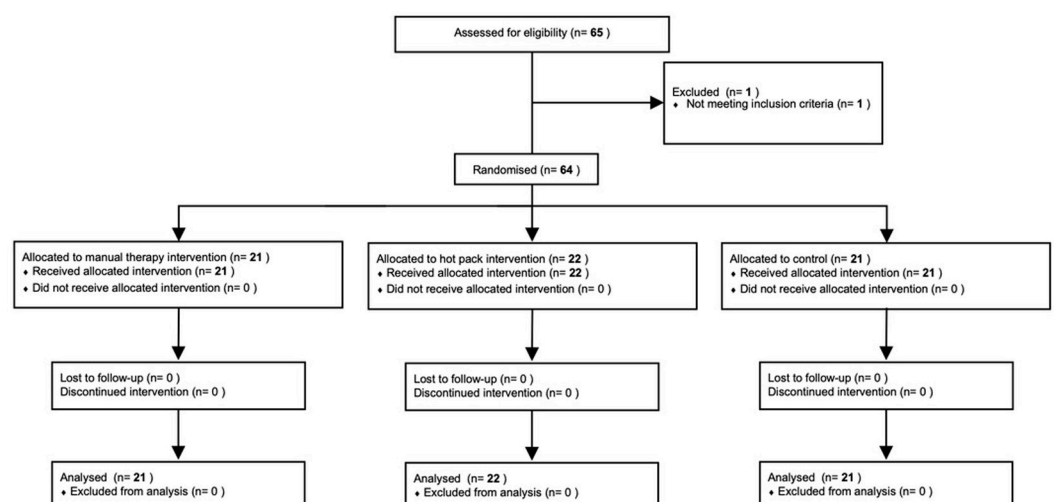 Assessed for eligibility (n= 65 )
Excluded (n= 1 )
♦ Not meeting inclusion criteria (n= 1 )
Randomised (n= 64 )
Allocated to manual therapy intervention (n= 21 )
♦ Received allocated intervention (n= 21 )
♦ Did not receive allocated intervention (n= 0 )
Allocated to hot pack intervention (n= 22 )
♦ Received allocated intervention (n= 22 )
♦ Did not receive allocated intervention (n= 0 )
Allocated to control (n= 21 )
♦ Received allocated intervention (n= 21 )
♦ Did not receive allocated intervention (n= 0 )
Lost to follow-up (n= 0 )
Discontinued intervention (n= 0 )
Lost to follow-up (n= 0 )
Discontinued intervention (n= 0 )
Lost to follow-up (n= 0 )
Discontinued intervention (n= 0 )
Analysed (n= 21 )
♦ Excluded from analysis (n= 0 )
Analysed (n= 22 )
♦ Excluded from analysis (n= 0 )
Analysed (n= 21 )
♦ Excluded from analysis (n= 0 )